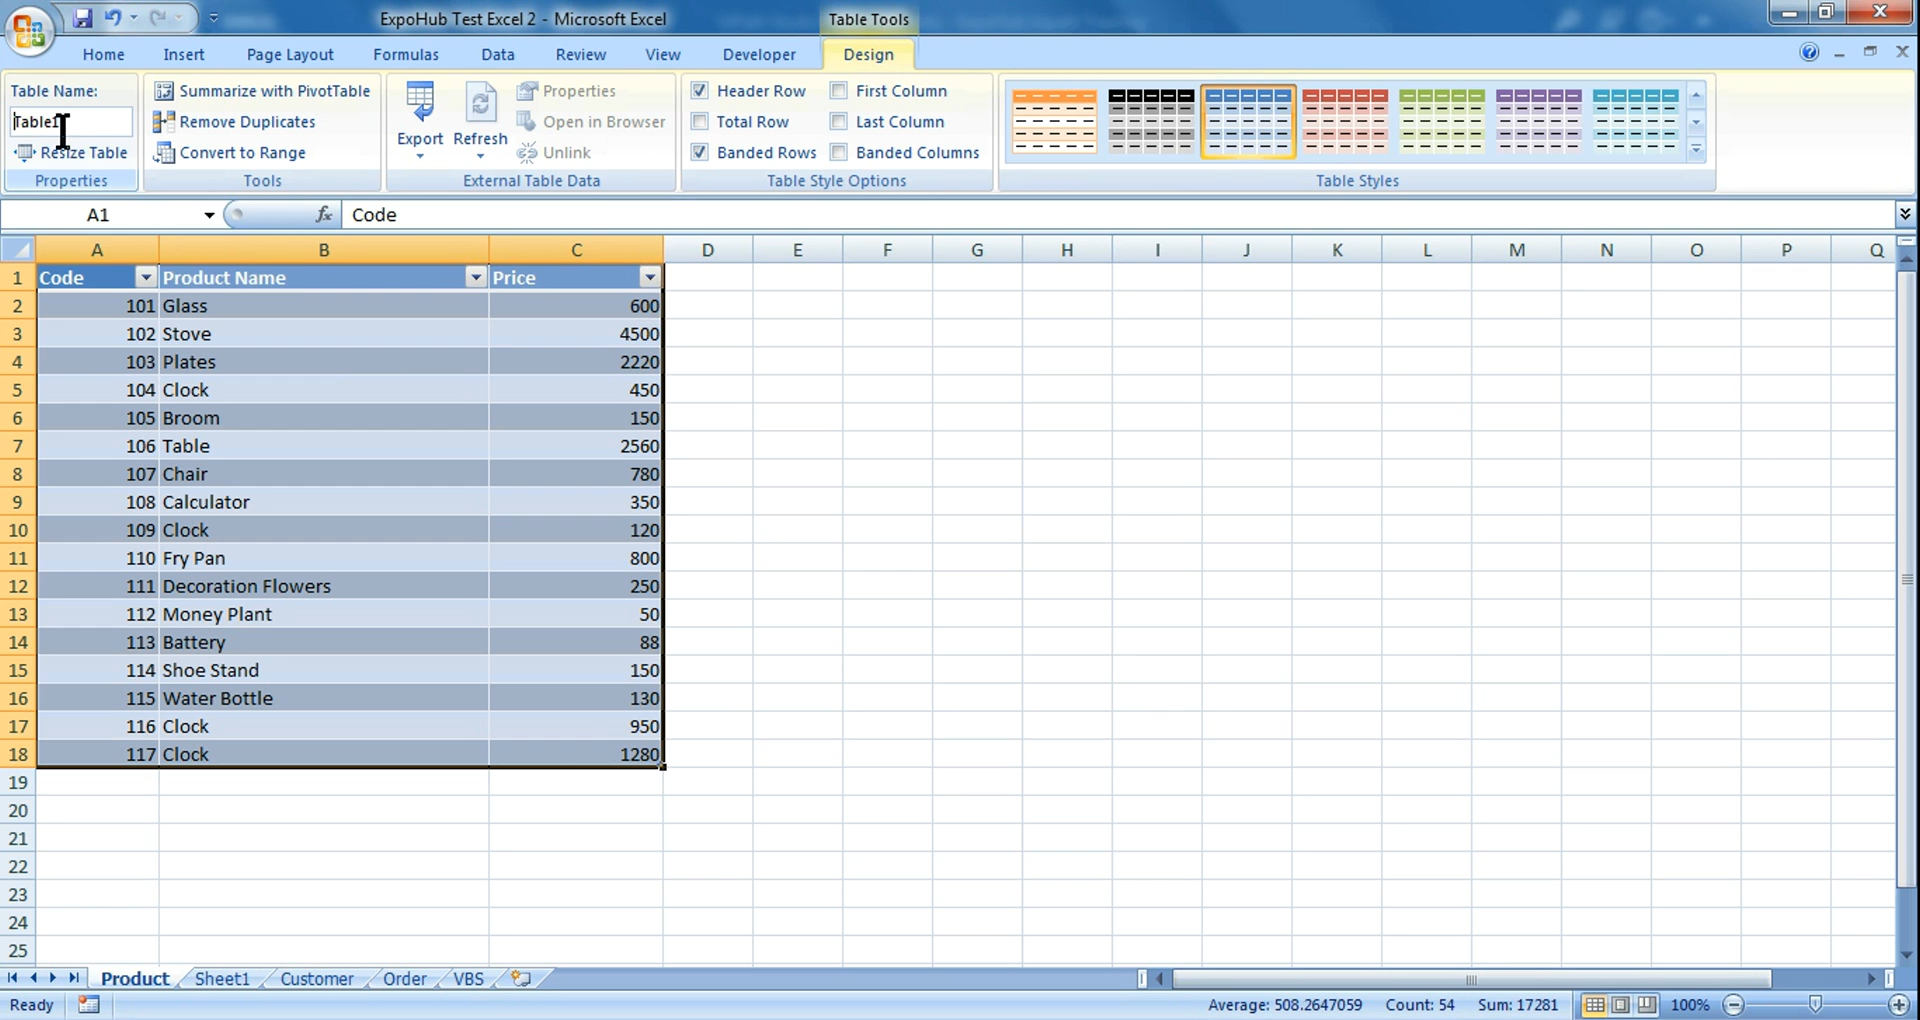 ExpoHub Test Excel 2 - Microsoft Excel
Table Tools
Home Insert Page Layout Formulas Data Review View Developer Design
Table Name:
Resize Table
Properties
Summarize with PivotTable
Remove Duplicates
Convert to Range
Tools
Export Refresh
Properties
Open in Browser
Unlink
External Table Data
Header Row First Column
Total Row Last Column
Banded Rows Banded Columns
Table Style Options
Table Styles
A1 fx Code
A B C D E F G H I J K L M N O P Q
1 Code Product Name Price
2 101 Glass 600
3 102 Stove 4500
4 103 Plates 2220
5 104 Clock 450
6 105 Broom 150
7 106 Table 2560
8 107 Chair 780
9 108 Calculator 350
10 109 Clock 120
11 110 Fry Pan 800
12 111 Decoration Flowers 250
13 112 Money Plant 50
14 113 Battery 88
15 114 Shoe Stand 150
16 115 Water Bottle 130
17 116 Clock 950
18 117 Clock 1280
19
20
21
22
23
24
25
Product Sheet1 Customer Order VBS
Ready Average: 508.2647059 Count: 54 Sum: 17281 100%